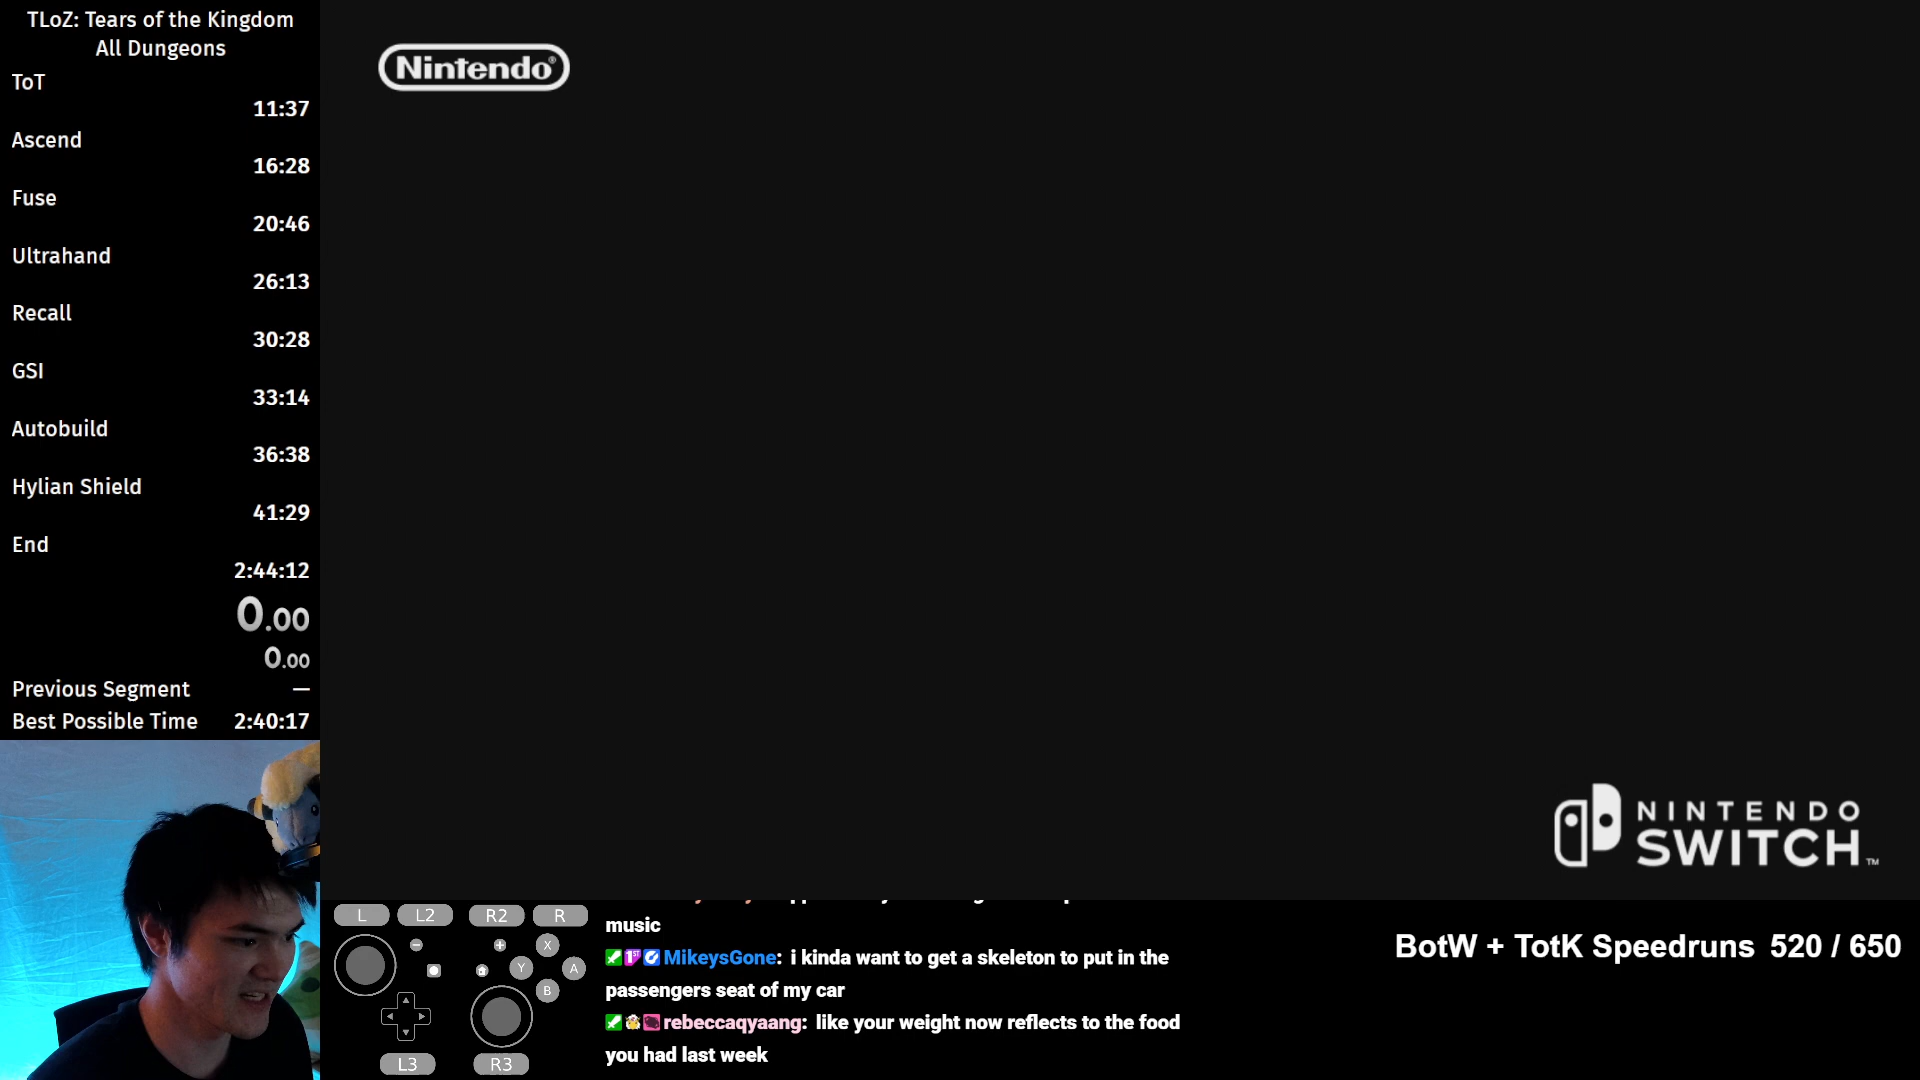 TLoZ: Tears of the Kingdom
All Dungeons
ToT
11:37
Ascend
16:28
Fuse
20:46
Ultrahand
26:13
Recall
30:28
GSI
33:14
Autobuild
36:38
Hylian Shield
41:29
End
2:44:12
0.00
0.00
Previous Segment —
Best Possible Time 2:40:17
Nintendo®
NINTENDO
SWITCH™
L L2 R2 R
X
Y A
B
L3 R3
music
MikeysGone: i kinda want to get a skeleton to put in the
passengers seat of my car
rebeccaqyaang: like your weight now reflects to the food
you had last week
BotW + TotK Speedruns 520 / 650